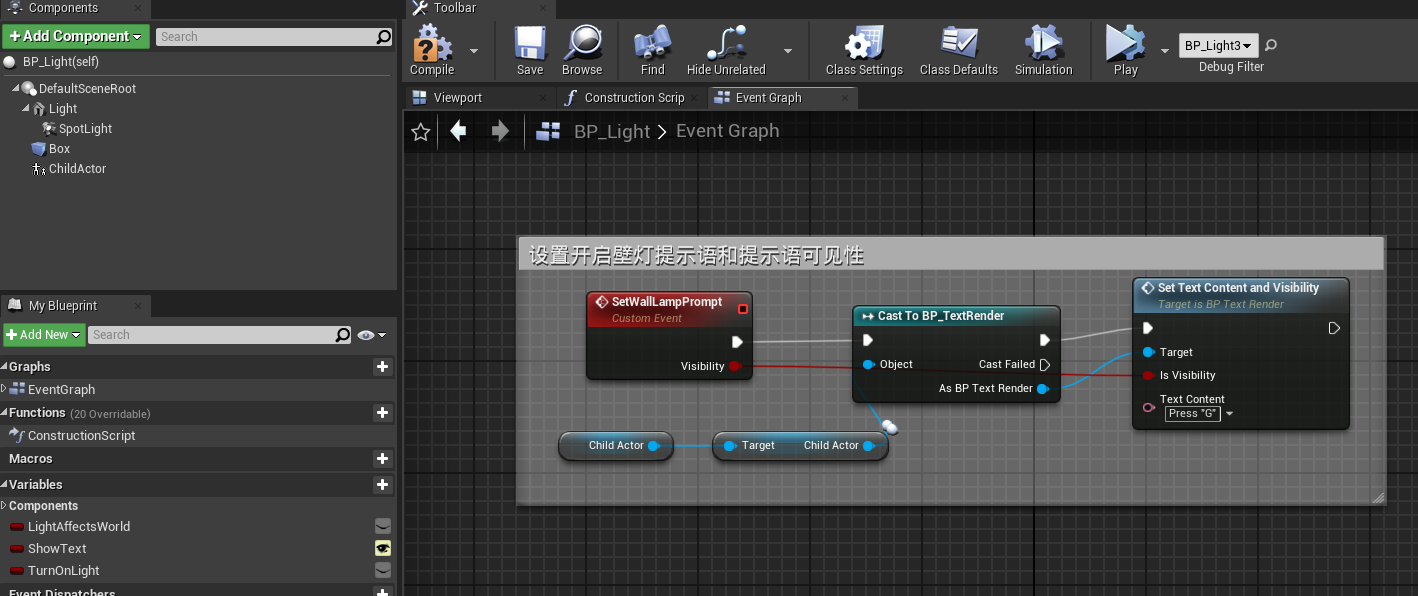 Components
Toolbar
Add Component
Search
BP_Light(self)
DefaultSceneRoot
Light
SpotLight
Box
ChildActor
Compile
Save
Browse
Find
Hide Unrelated
Class Settings
Class Defaults
Simulation
Play
BP_Light3
Debug Filter
Viewport
Construction Scrip
Event Graph
BP_Light > Event Graph
设置开启壁灯提示语和提示语可见性
SetWallLampPrompt
Custom Event
Visibility
Cast To BP_TextRender
Object
Cast Failed
As BP Text Render
Set Text Content and Visibility
Target is BP Text Render
Target
Is Visibility
Text Content
Press "G"
Child Actor
Target
Child Actor
My Blueprint
Add New
Search
Graphs
EventGraph
Functions (20 Overridable)
ConstructionScript
Macros
Variables
Components
LightAffectsWorld
ShowText
TurnOnLight
Event Dispatchers